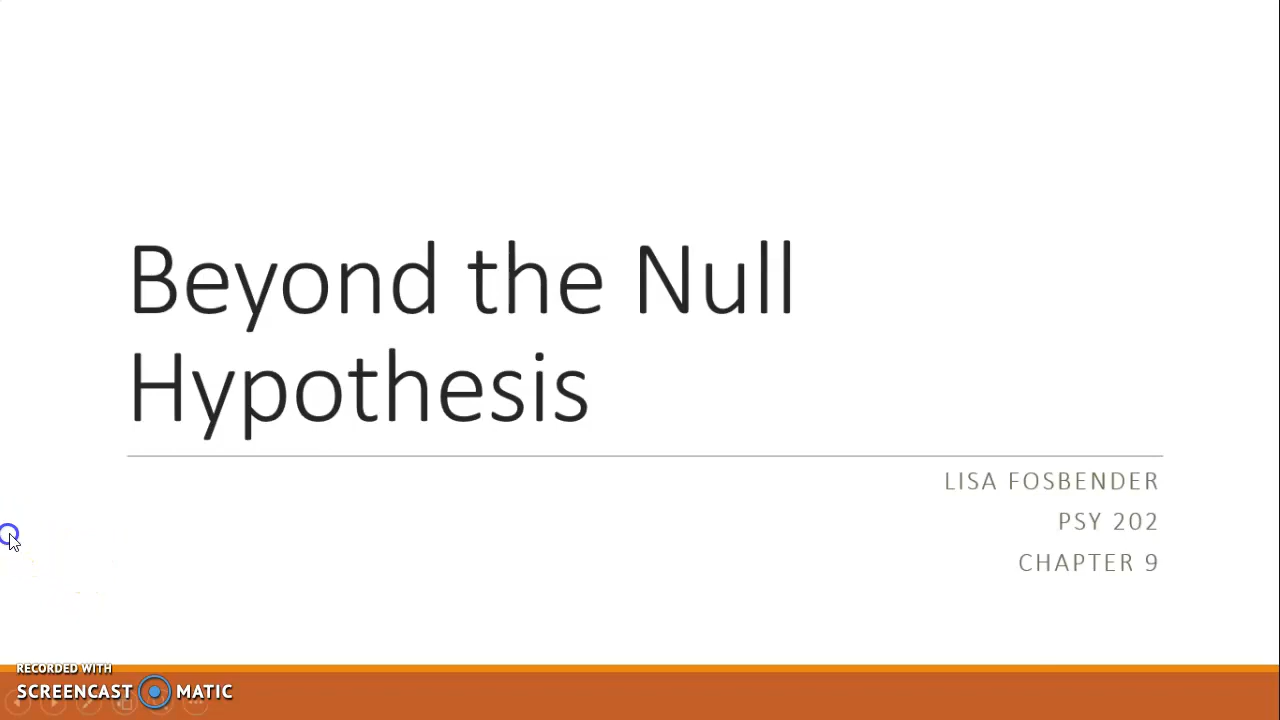 Beyond the Null
Hypothesis
LISA FOSBENDER
PSY 202
CHAPTER 9
RECORDED WITH
SCREENCAST MATIC